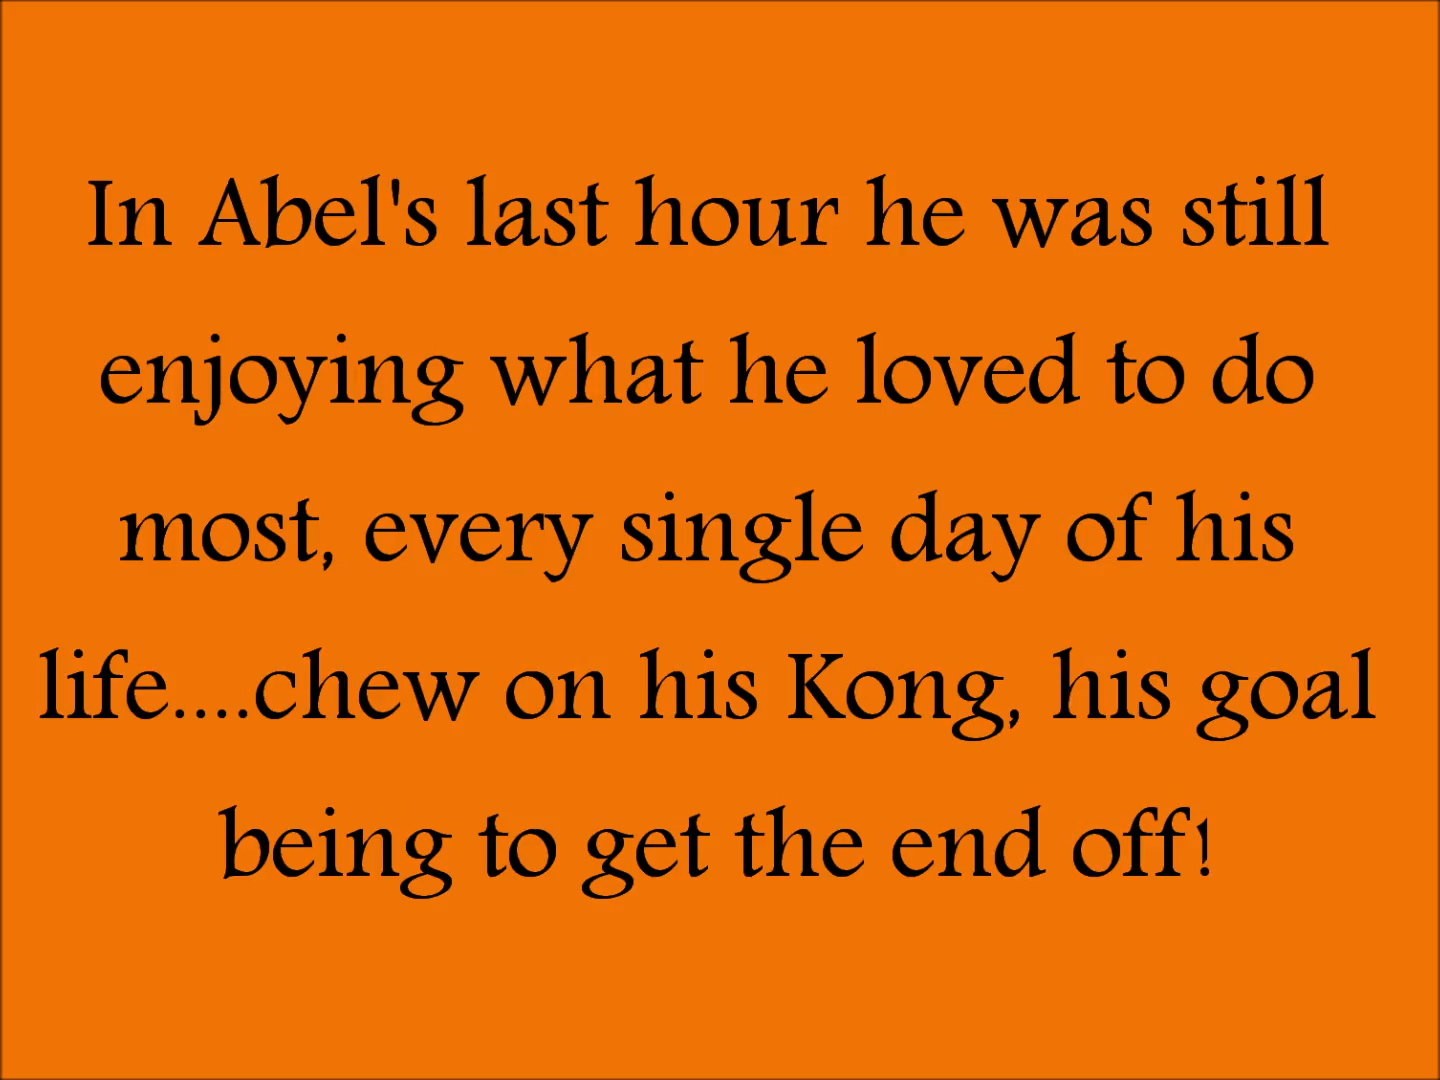 In Abel's last hour he was still
enjoying what he loved to do
most, every single day of his
life....chew on his Kong, his goal
being to get the end off!